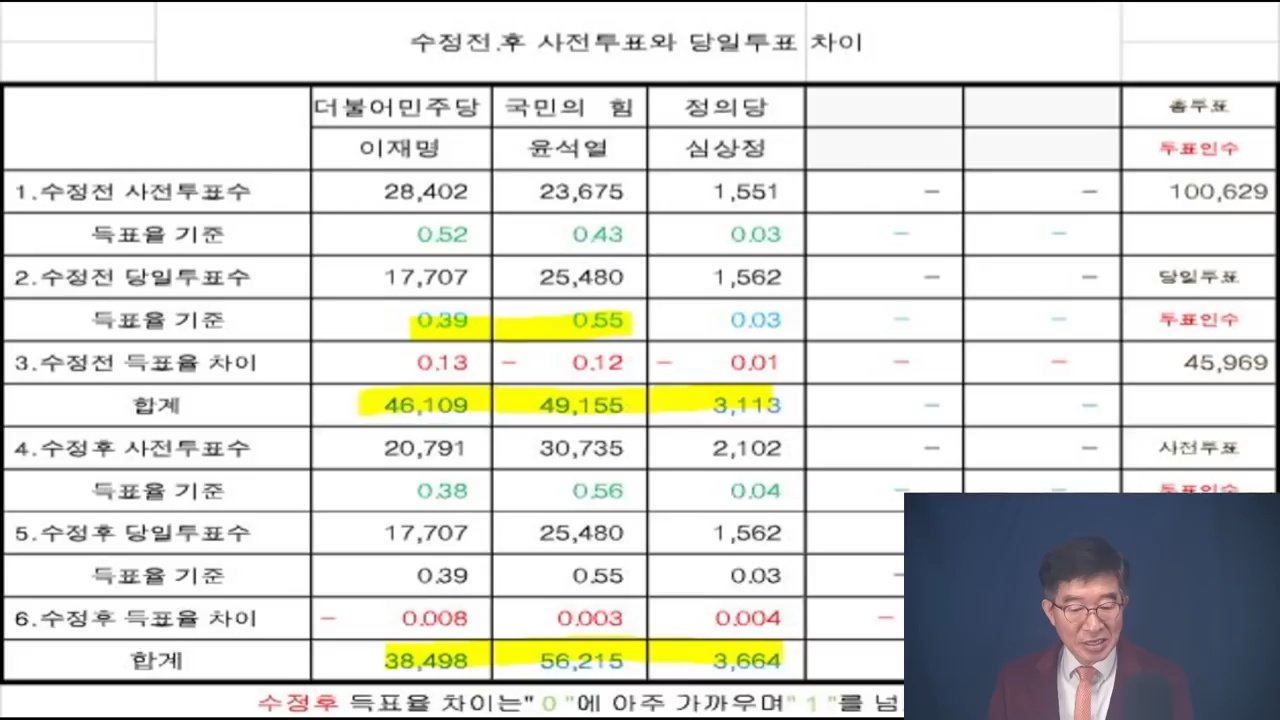 수정전.후 사전투표와 당일투표 차이
더불어민주당 국민의 힘 정의당 총투표
이재명 윤석열 심상정 투표인수
1.수정전 사전투표수 28,402 23,675 1,551 – – 100,629
득표율 기준 0.52 0.43 0.03 – –
2.수정전 당일투표수 17,707 25,480 1,562 – – 당일투표
득표율 기준 0.39 0.55 0.03 – – 투표인수
3.수정전 득표율 차이 0.13 – 0.12 – 0.01 – – 45,969
합계 46,109 49,155 3,113 – –
4.수정후 사전투표수 20,791 30,735 2,102 – – 사전투표
득표율 기준 0.38 0.56 0.04 – – 투표인수
5.수정후 당일투표수 17,707 25,480 1,562
득표율 기준 0.39 0.55 0.03 –
6.수정후 득표율 차이 – 0.008 0.003 0.004 –
합계 38,498 56,215 3,664
수정후 득표율 차이는" 0 "에 아주 가까우며" 1 "를 넘